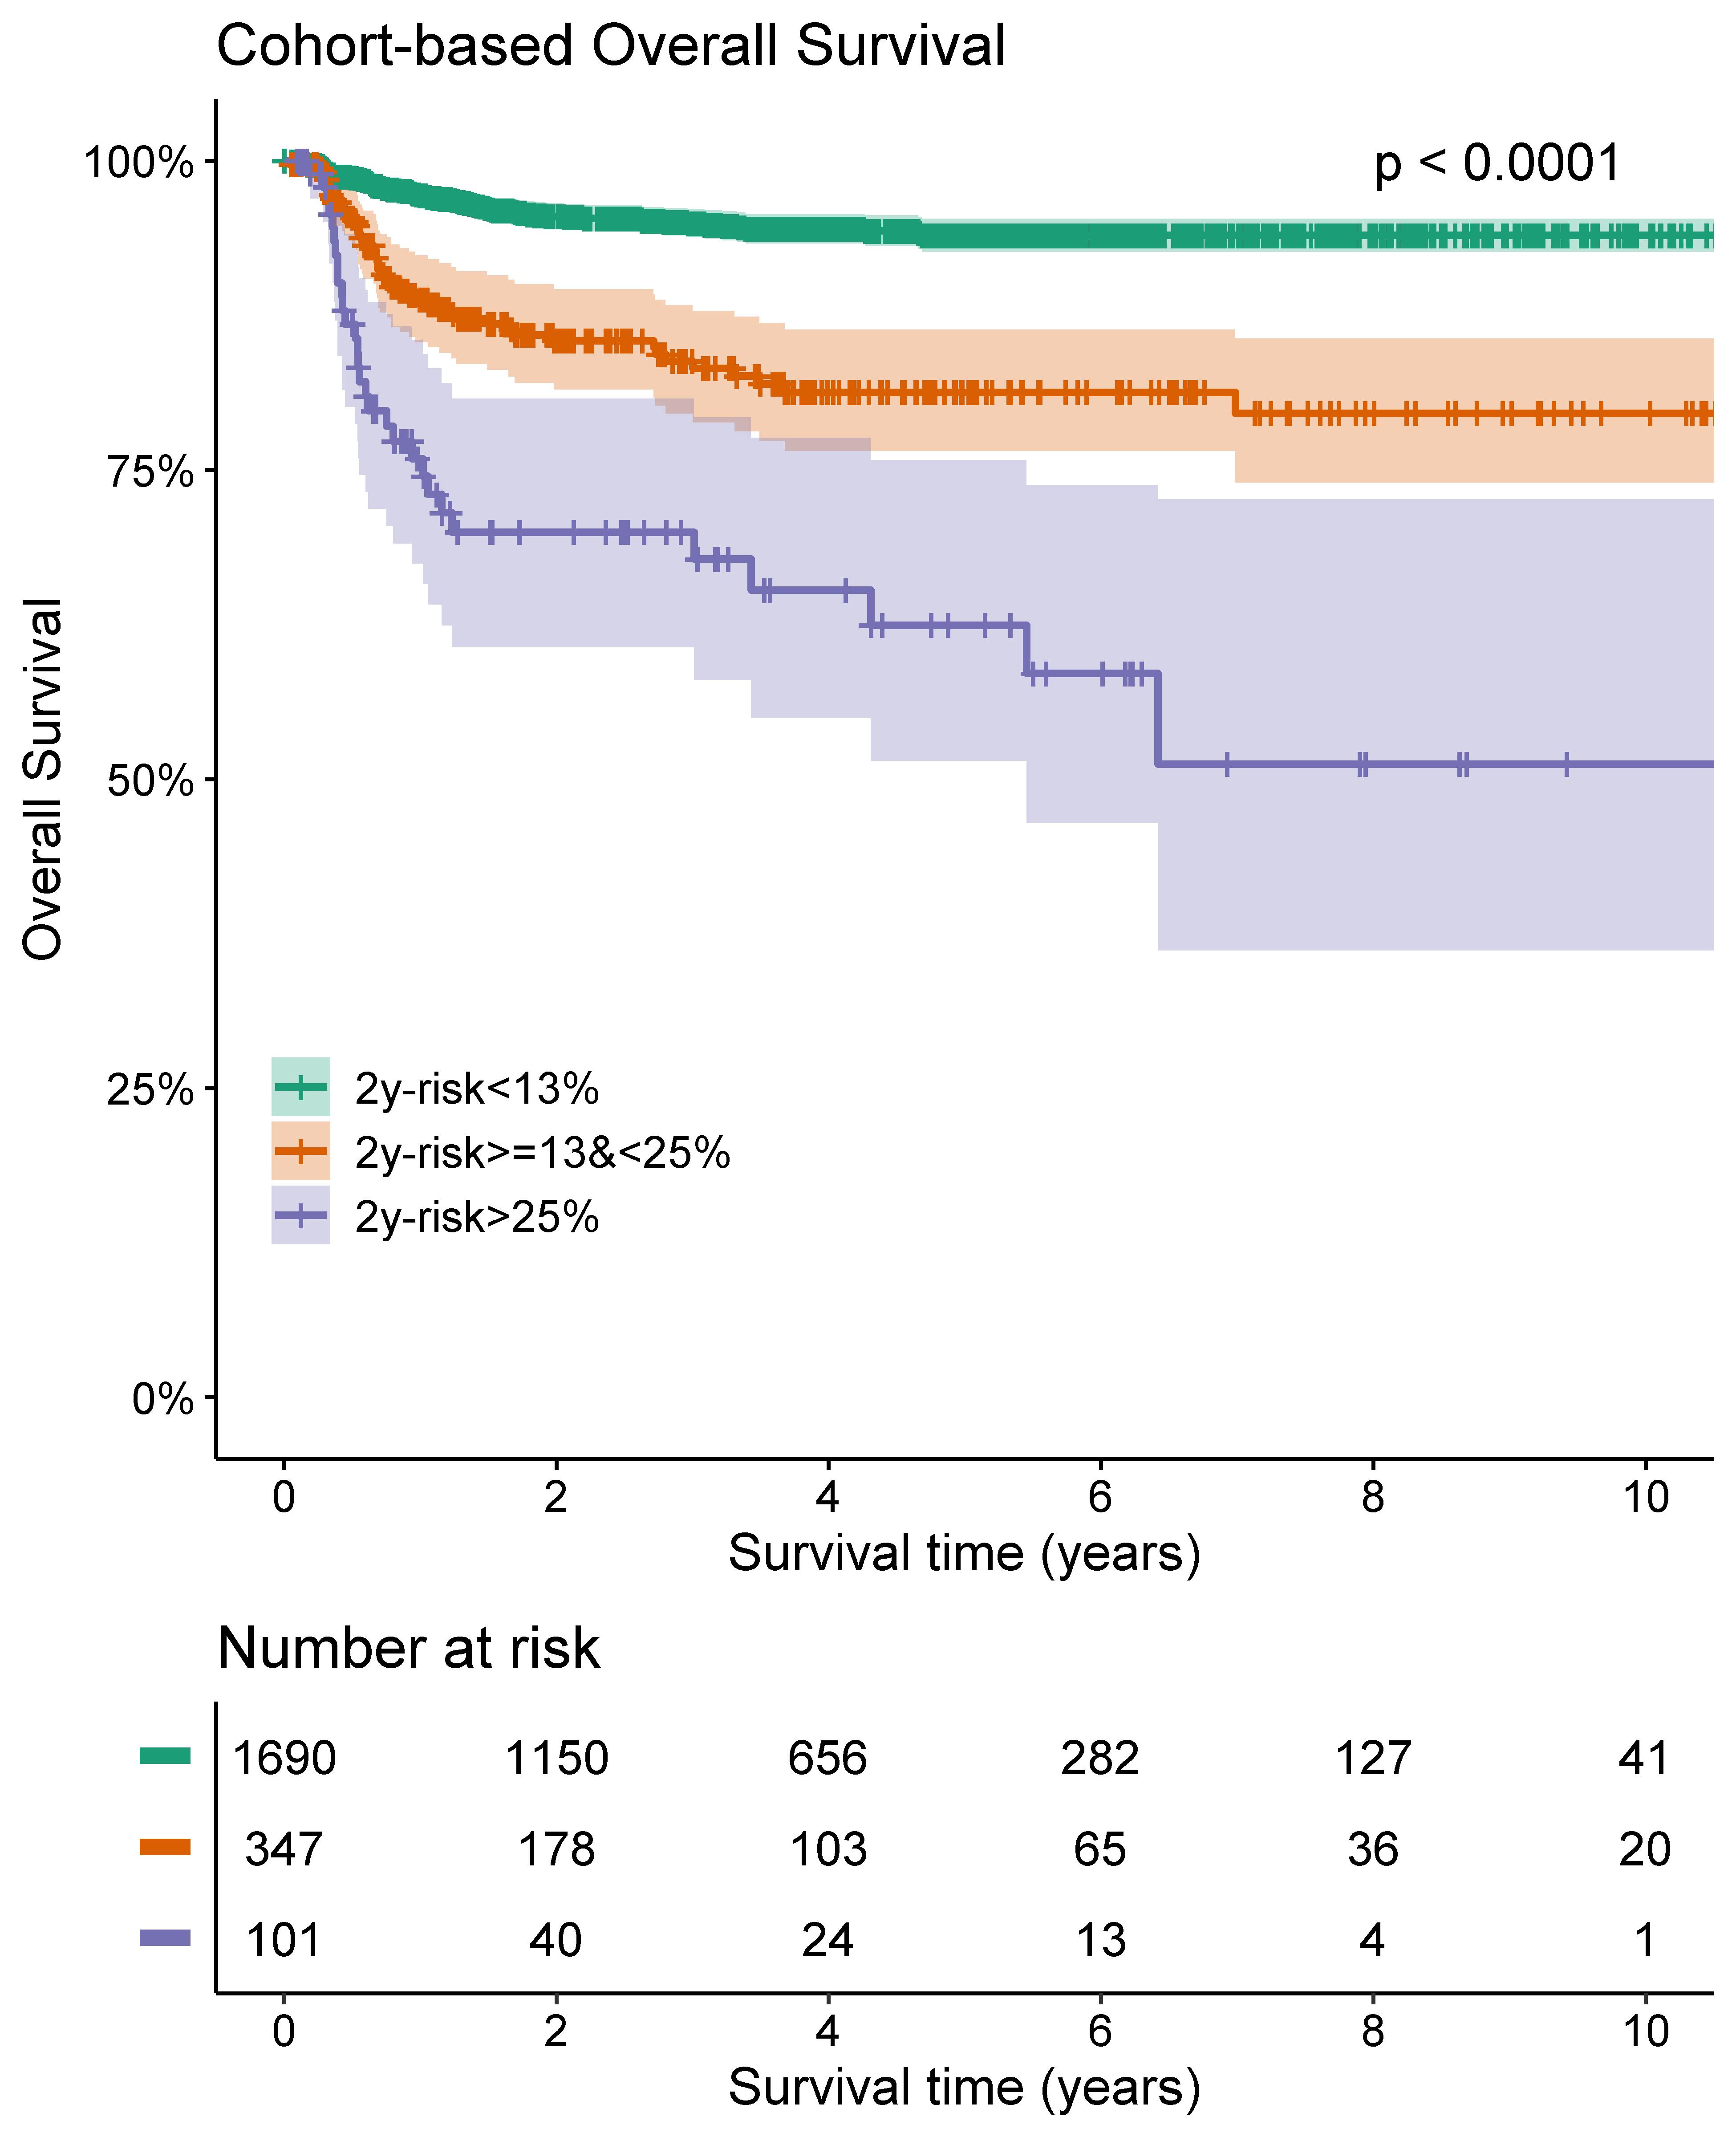 Cohort-based Overall Survival
100%
p < 0.0001
75%
50%
25%
0%
Overall Survival
2y-risk<13%
2y-risk>=13&<25%
2y-risk>25%
0 2 4 6 8 10
Survival time (years)
Number at risk
1690 1150 656 282 127 41
347 178 103 65 36 20
101 40 24 13 4 1
0 2 4 6 8 10
Survival time (years)